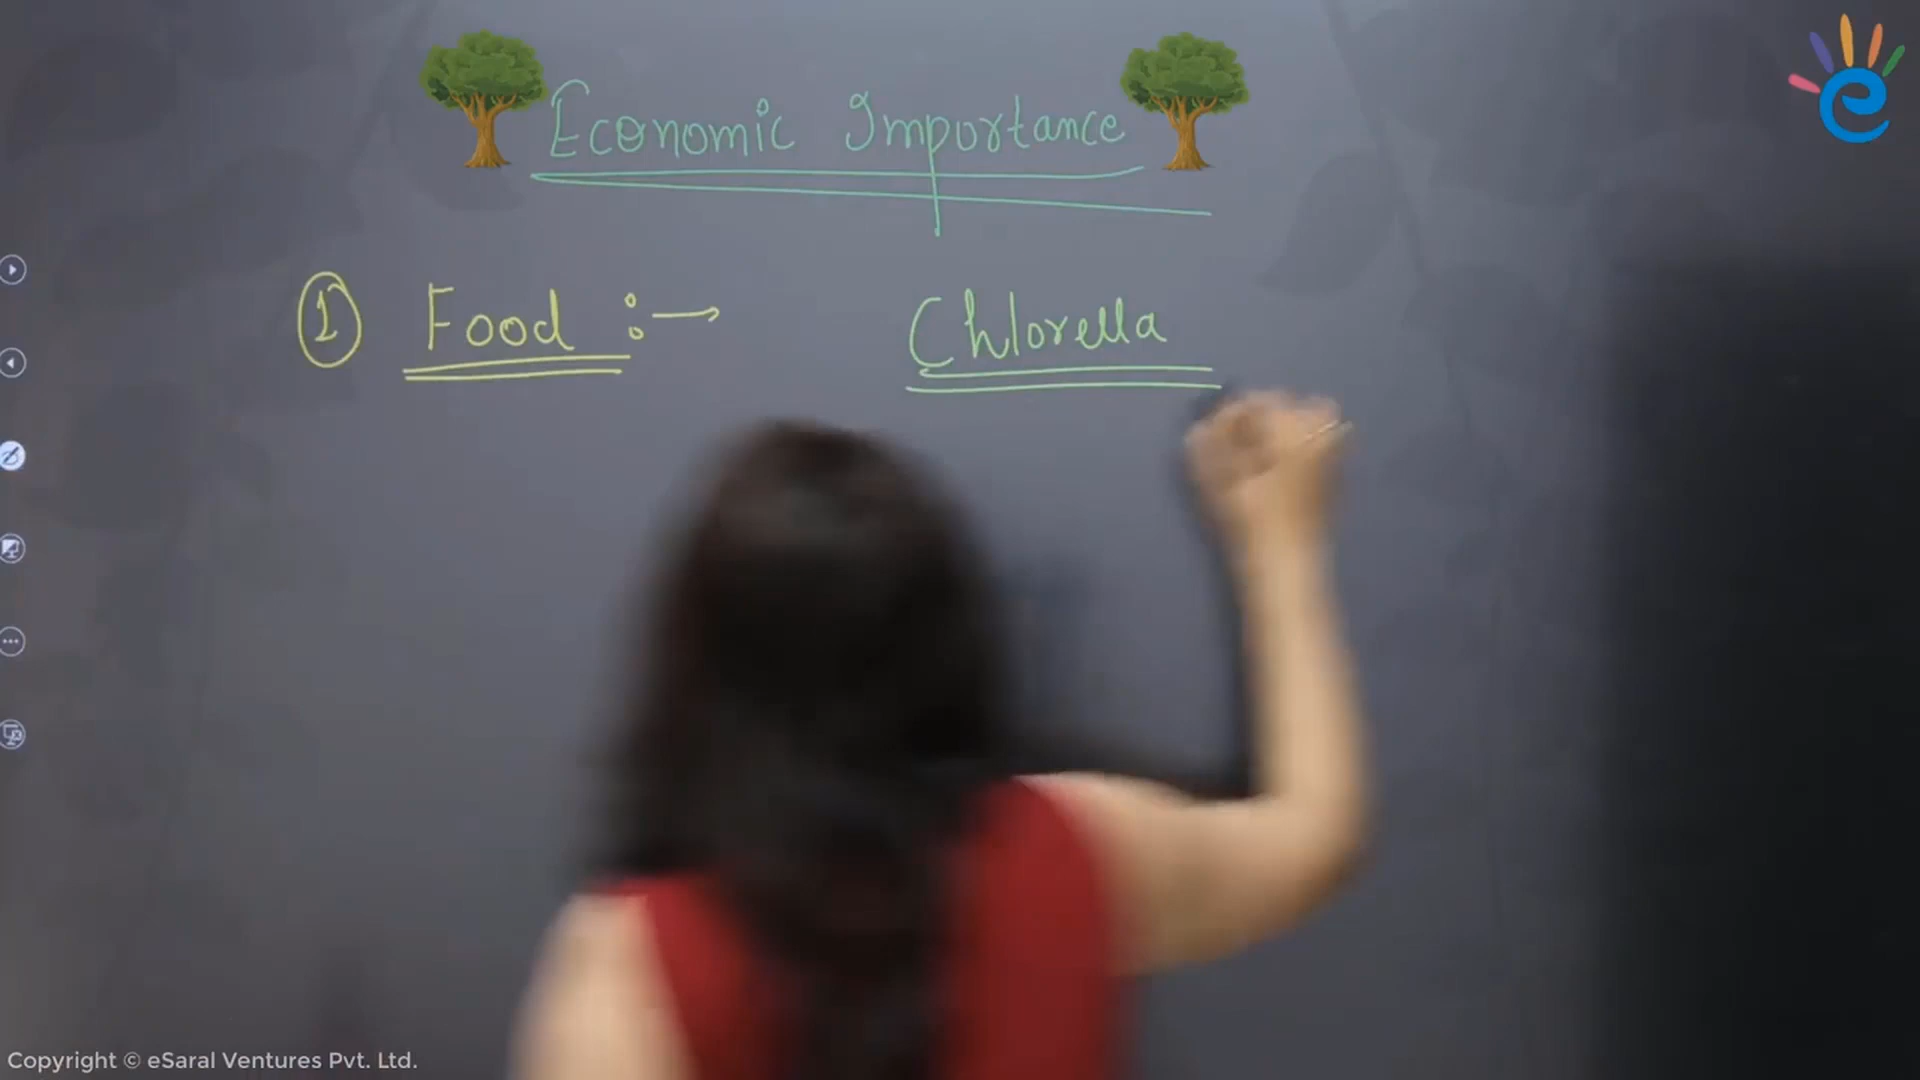 Economic Importance
① Food :→ Chlorella
Copyright © eSaral Ventures Pvt. Ltd.